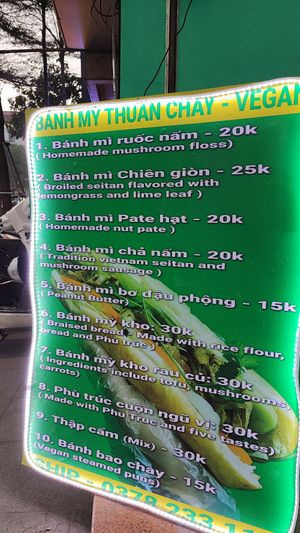 BÁNH MỲ THUẦN CHAY - VEGAN
1. Bánh mì ruốc nấm - 20k
( Homemade mushroom floss)
2. Bánh mì Chiên giòn - 25k
( Broiled seitan flavored with
lemongrass and lime leaf )
3. Bánh mì Pate hạt - 20k
( Homemade nut pate )
4. Bánh mì chả nấm - 20k
( Tradition vietnam seitan and
mushroom sausage )
5. Bánh mì bơ đậu phộng - 15k
( Peanut Butter)
6. Bánh mỳ kho: 30k
( Braised bread - Made with rice flour,
bread and Phù trúc )
7. Bánh mỳ kho rau củ: 30k
( Ingredients include tofu, mushrooms,
carrots)
8. Phù trúc cuộn ngũ vị: 30k
( Made with Phù Trúc and five tastes)
9. Thập cẩm (Mix) - 30k
10. Bánh bao chay - 15k
(Vegan steamed puns)
SHIP - 0378.233.11